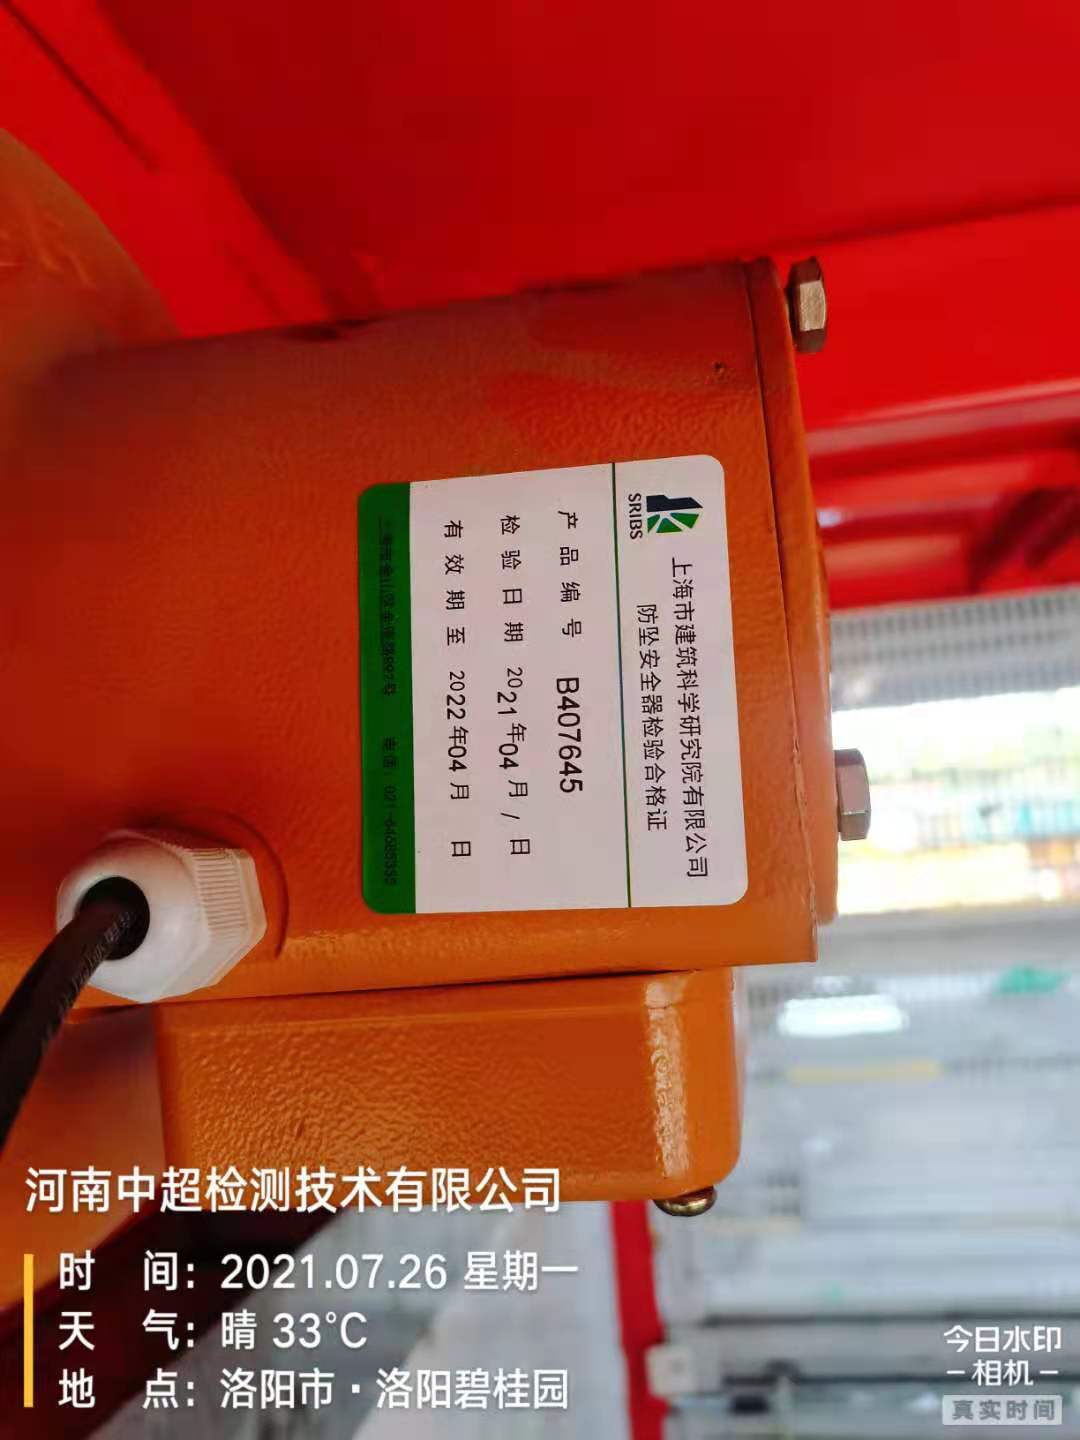 SRIBS
上海市建筑科学研究院有限公司
防坠安全器检验合格证
产品编号 B407645
检验日期 2021年04月/日
有效期至 2022年04月 日
电话：021-64685335
河南中超检测技术有限公司
时 间：2021.07.26 星期一
天 气：晴 33℃
地 点：洛阳市·洛阳碧桂园
今日水印
-相机-
真实时间